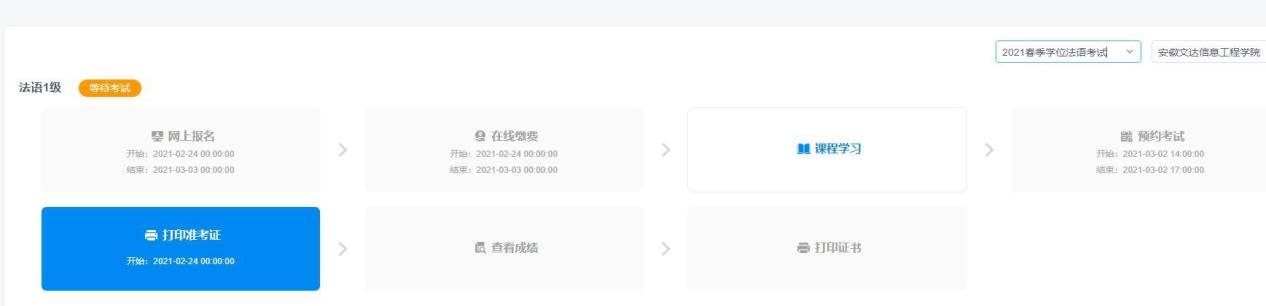 2021春季学位法语考试
安徽文达信息工程学院
法语1级
等待考试
网上报名
开始：2021-02-24 00:00:00
结束：2021-03-03 00:00:00
在线缴费
开始：2021-02-24 00:00:00
结束：2021-03-03 00:00:00
课程学习
预约考试
开始：2021-03-02 14:00:00
结束：2021-03-02 17:00:00
打印准考证
开始：2021-02-24 00:00:00
查看成绩
打印证书